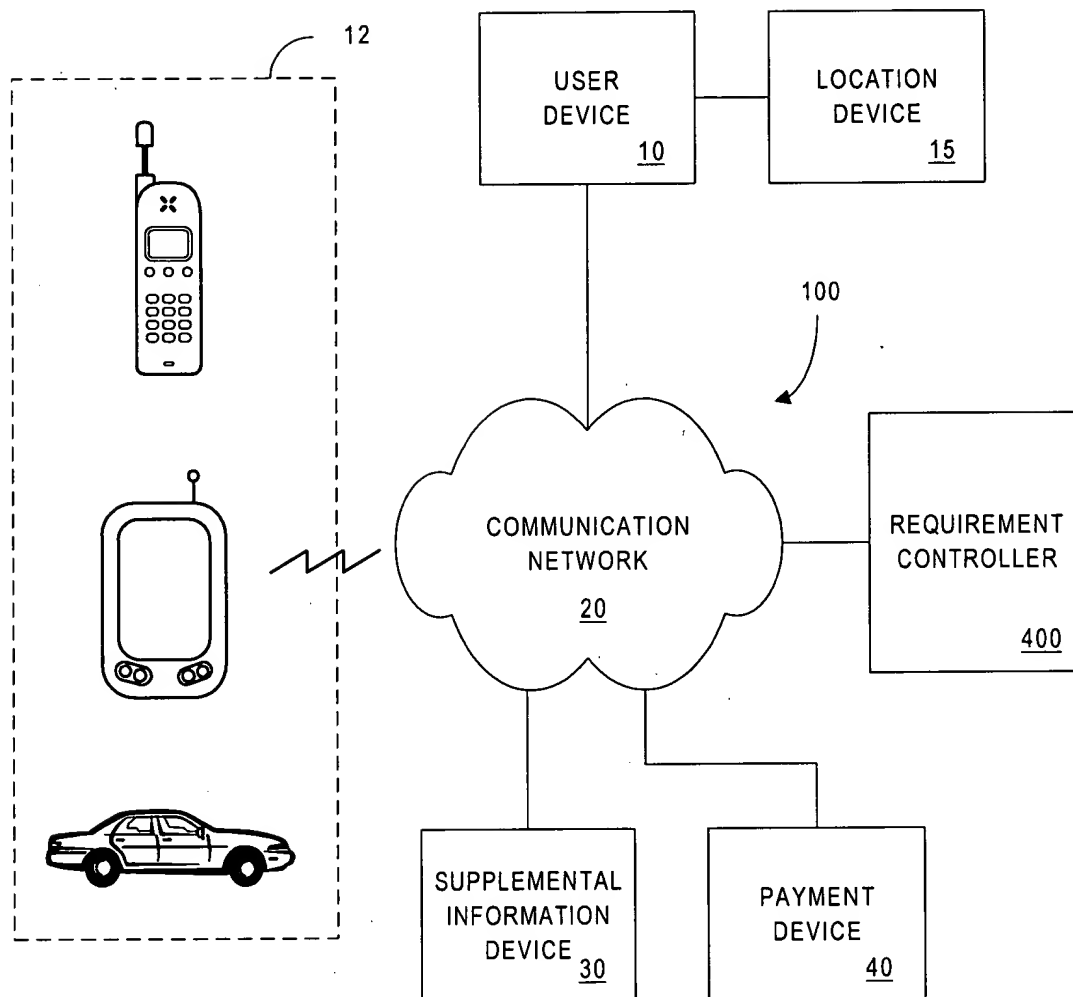 12
USER
DEVICE
10
LOCATION
DEVICE
15
100
COMMUNICATION
NETWORK
20
REQUIREMENT
CONTROLLER
400
SUPPLEMENTAL
INFORMATION
DEVICE
30
PAYMENT
DEVICE
40